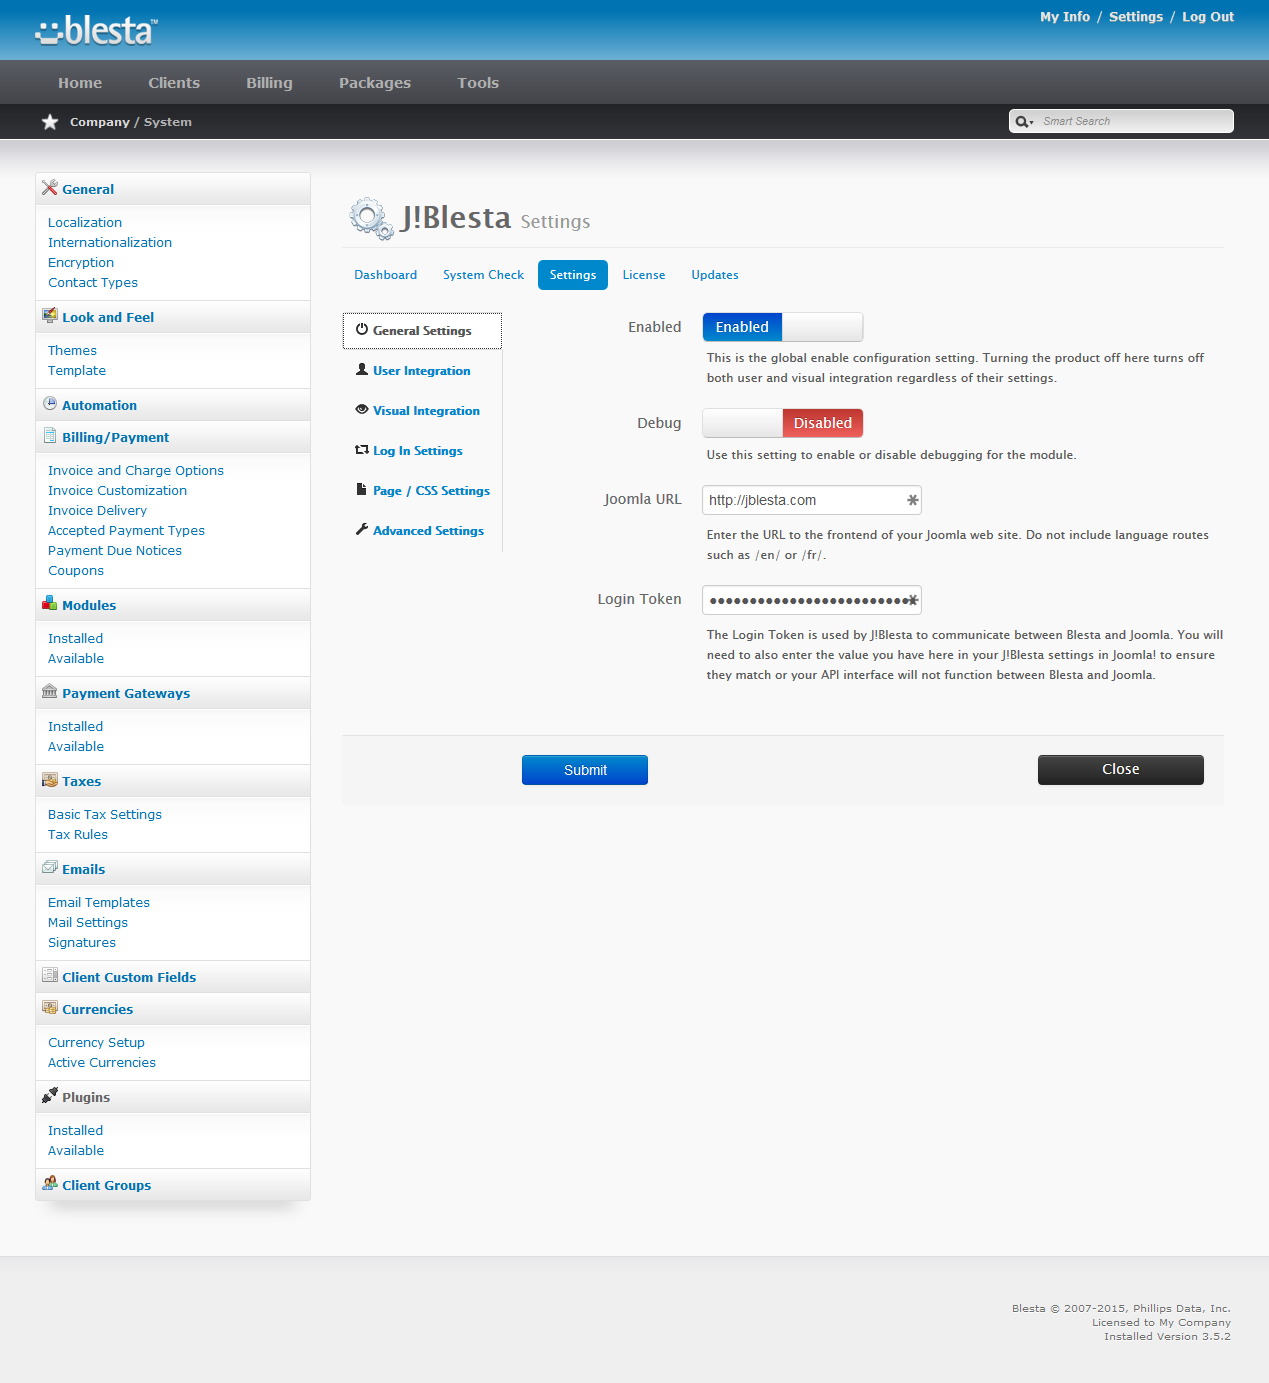 blesta™
My Info / Settings / Log Out
Home Clients Billing Packages Tools
Company / System
Smart Search
General
Localization
Internationalization
Encryption
Contact Types
Look and Feel
Themes
Template
Automation
Billing/Payment
Invoice and Charge Options
Invoice Customization
Invoice Delivery
Accepted Payment Types
Payment Due Notices
Coupons
Modules
Installed
Available
Payment Gateways
Installed
Available
Taxes
Basic Tax Settings
Tax Rules
Emails
Email Templates
Mail Settings
Signatures
Client Custom Fields
Currencies
Currency Setup
Active Currencies
Plugins
Installed
Available
Client Groups
J!Blesta Settings
Dashboard System Check Settings License Updates
General Settings
User Integration
Visual Integration
Log In Settings
Page / CSS Settings
Advanced Settings
Enabled Enabled
This is the global enable configuration setting. Turning the product off here turns off
both user and visual integration regardless of their settings.
Debug Disabled
Use this setting to enable or disable debugging for the module.
Joomla URL http://jblesta.com
Enter the URL to the frontend of your Joomla web site. Do not include language routes
such as /en/ or /fr/.
Login Token
The Login Token is used by J!Blesta to communicate between Blesta and Joomla. You will
need to also enter the value you have here in your J!Blesta settings in Joomla! to ensure
they match or your API interface will not function between Blesta and Joomla.
Submit Close
Blesta © 2007-2015, Phillips Data, Inc.
Licensed to My Company
Installed Version 3.5.2